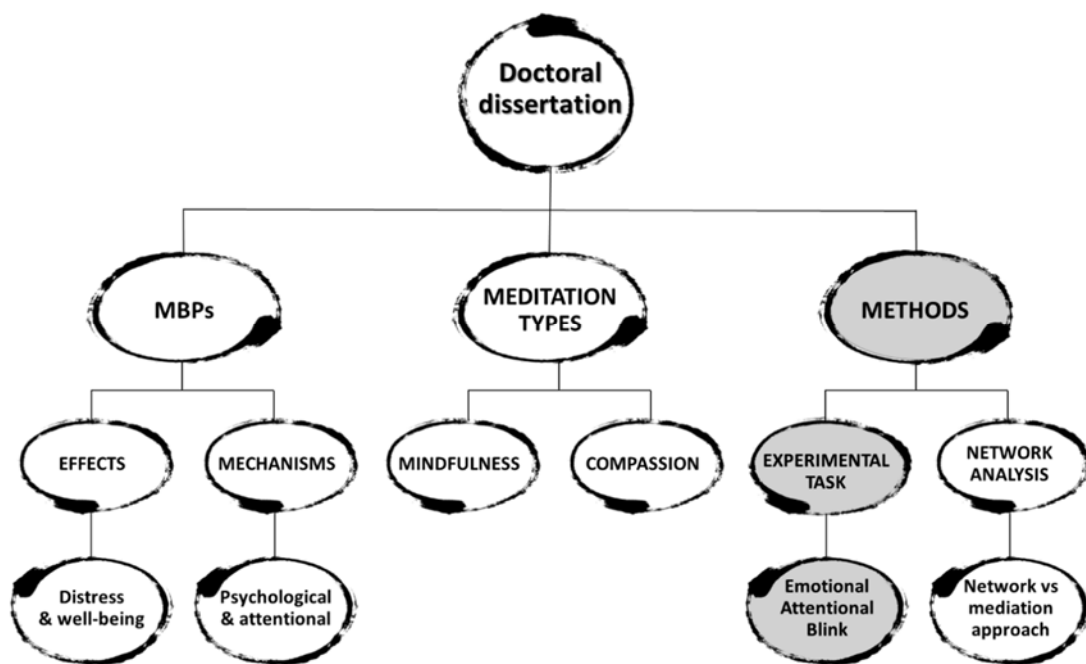 Doctoral
dissertation
MBPs
MEDITATION
TYPES
METHODS
EFFECTS
MECHANISMS
MINDFULNESS
COMPASSION
EXPERIMENTAL
TASK
NETWORK
ANALYSIS
Distress
& well-being
Psychological
& attentional
Emotional
Attentional
Blink
Network vs
mediation
approach